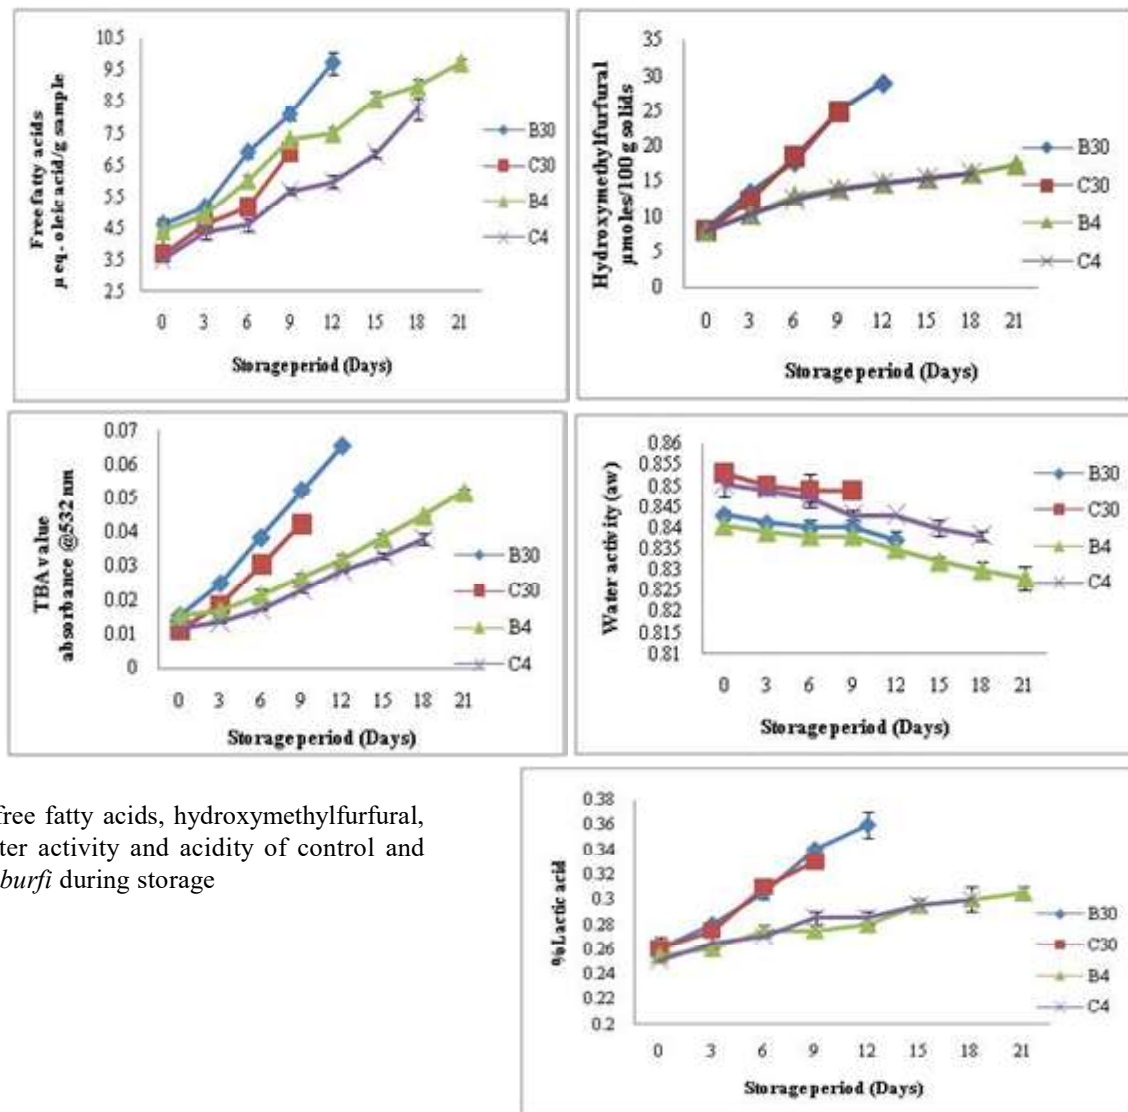 10.5
9.5
8.5
7.5
6.5
5.5
4.5
3.5
2.5
Free fatty acids
µ eq. oleic acid/g sample
0 3 6 9 12 15 18 21
Storage period (Days)
B30
C30
B4
C4
35
30
25
20
15
10
5
0
Hydroxymethylfurfural
µmoles/100 g solids
0 3 6 9 12 15 18 21
Storage period (Days)
B30
C30
B4
C4
0.07
0.06
0.05
0.04
0.03
0.02
0.01
0
TBA value
absorbance @532 nm
0 3 6 9 12 15 18 21
Storage period (Days)
B30
C30
B4
C4
0.86
0.855
0.85
0.845
0.84
0.835
0.83
0.825
0.82
0.815
0.81
Water activity (aw)
0 3 6 9 12 15 18 21
Storage period (Days)
B30
C30
B4
C4
free fatty acids, hydroxymethylfurfural,
ter activity and acidity of control and
burfi during storage
0.38
0.36
0.34
0.32
0.3
0.28
0.26
0.24
0.22
0.2
%Lactic acid
0 3 6 9 12 15 18 21
Storage period (Days)
B30
C30
B4
C4